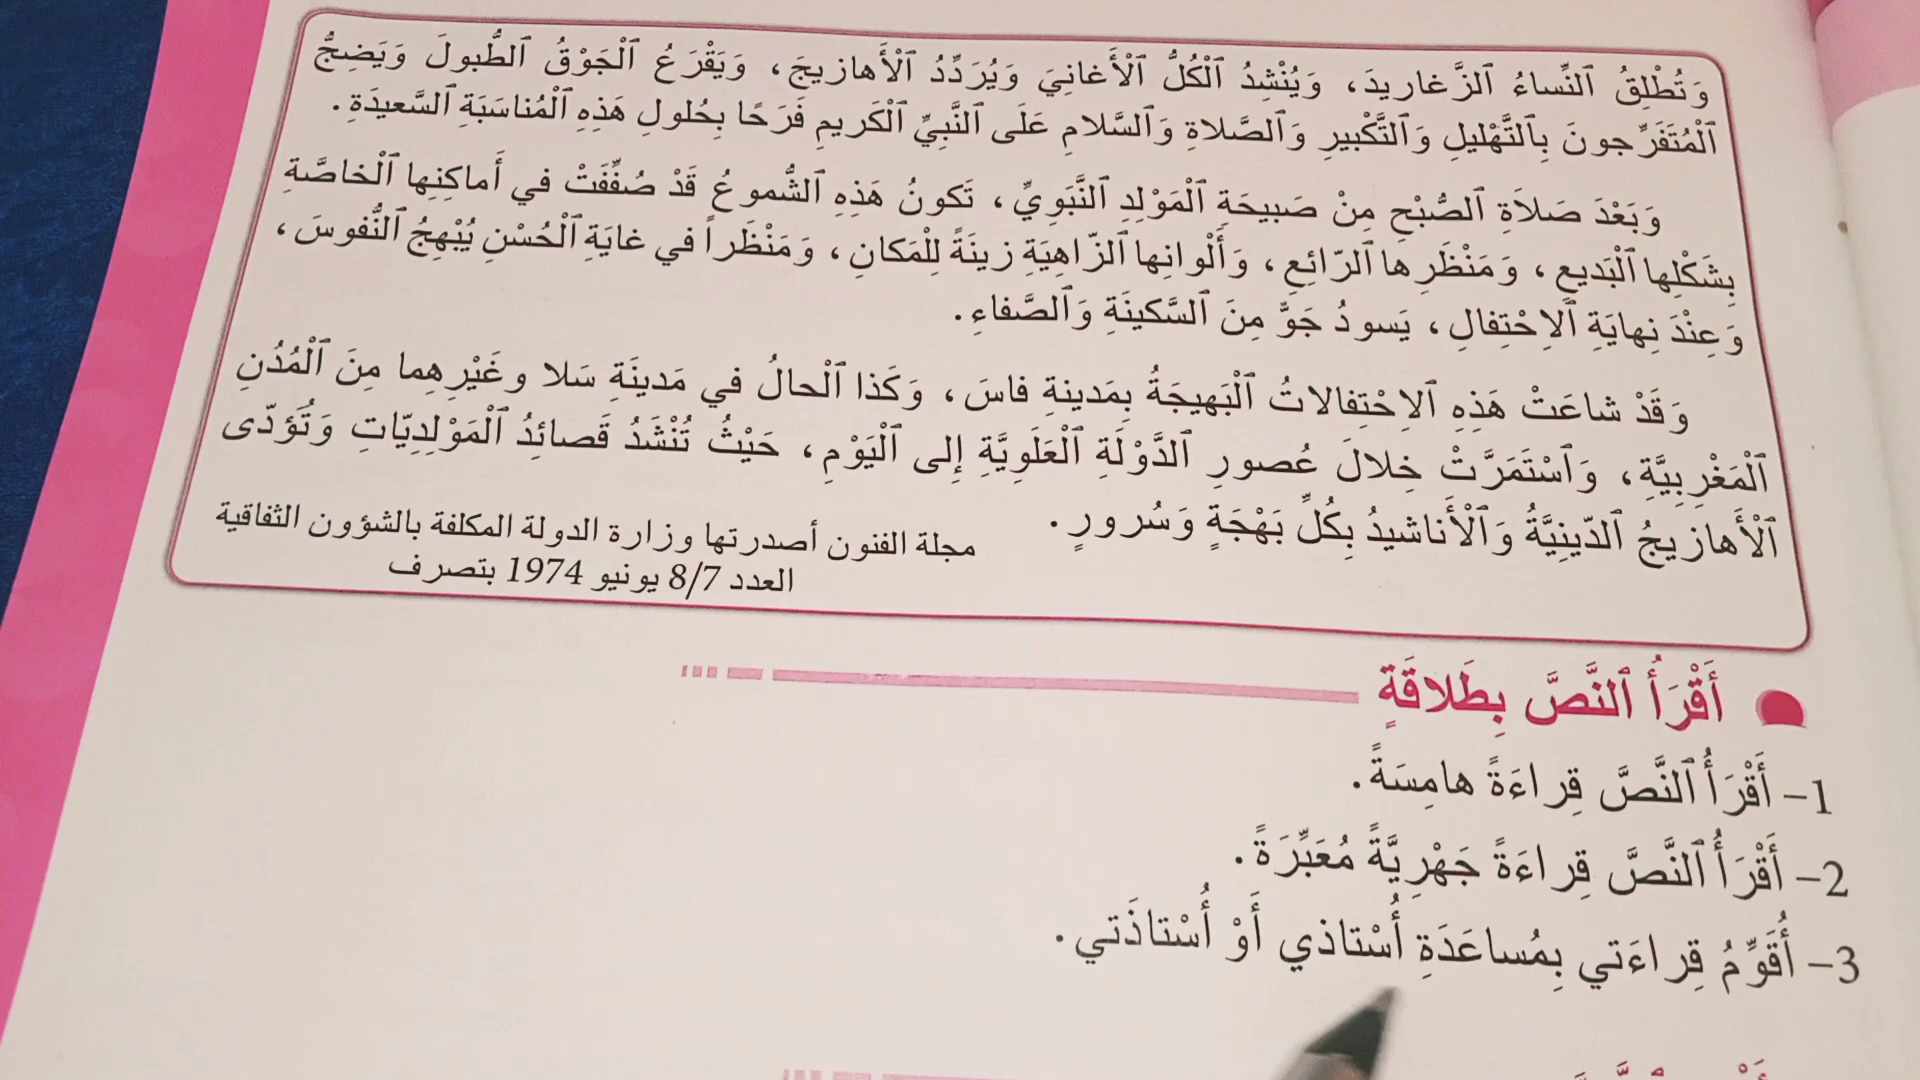 وَتُطْلِقُ ٱلنِّساءُ ٱلزَّغاريدَ، وَيُنْشِدُ ٱلْكُلُّ ٱلْأَغانِيَ وَيُرَدِّدُ ٱلْأَهازيجَ، وَيَقْرَعُ ٱلْجَوْقُ ٱلطُّبولَ وَيَضِجُّ
ٱلْمُتَفَرِّجونَ بِٱلتَّهْليلِ وَٱلتَّكْبيرِ وَٱلصَّلاةِ وَٱلسَّلامِ عَلَى ٱلنَّبِيِّ ٱلْكَريمِ فَرَحًا بِحُلولِ هَذِهِ ٱلْمُناسَبَةِ ٱلسَّعيدَةِ.
وَبَعْدَ صَلاَةِ ٱلصُّبْحِ مِنْ صَبيحَةِ ٱلْمَوْلِدِ ٱلنَّبَوِيِّ، تَكونُ هَذِهِ ٱلشُّموعُ قَدْ صُفِّفَتْ في أَماكِنِها ٱلْخاصَّةِ
بِشَكْلِها ٱلْبَديعِ، وَمَنْظَرِها ٱلرّائِعِ، وَأَلْوانِها ٱلزّاهِيَةِ زينَةً لِلْمَكانِ، وَمَنْظَراً في غايَةِ ٱلْحُسْنِ يُبْهِجُ ٱلنُّفوسَ،
وَعِنْدَ نِهايَةِ ٱلِاحْتِفالِ، يَسودُ جَوٌّ مِنَ ٱلسَّكينَةِ وَٱلصَّفاءِ.
وَقَدْ شاعَتْ هَذِهِ ٱلِاحْتِفالاتُ ٱلْبَهيجَةُ بِمَدينةِ فاسَ، وَكَذا ٱلْحالُ في مَدينَةِ سَلا وغَيْرِهِما مِنَ ٱلْمُدُنِ
ٱلْمَغْرِبِيَّةِ، وَٱسْتَمَرَّتْ خِلالَ عُصورِ ٱلدَّوْلَةِ ٱلْعَلَوِيَّةِ إِلى ٱلْيَوْمِ، حَيْثُ تُنْشَدُ قَصائِدُ ٱلْمَوْلِدِيّاتِ وَتُؤَدّى
ٱلْأَهازيجُ ٱلدّينِيَّةُ وَٱلْأَناشيدُ بِكُلِّ بَهْجَةٍ وَسُرورٍ.
مجلة الفنون أصدرتها وزارة الدولة المكلفة بالشؤون الثفاقية
العدد 8/7 يونيو 1974 بتصرف
أَقْرَأُ ٱلنَّصَّ بِطَلاقَةٍ
1- أَقْرَأُ ٱلنَّصَّ قِراءَةً هامِسَةً.
2- أَقْرَأُ ٱلنَّصَّ قِراءَةً جَهْرِيَّةً مُعَبِّرَةً.
3- أُقَوِّمُ قِراءَتي بِمُساعَدَةِ أُسْتاذي أَوْ أُسْتاذَتي.